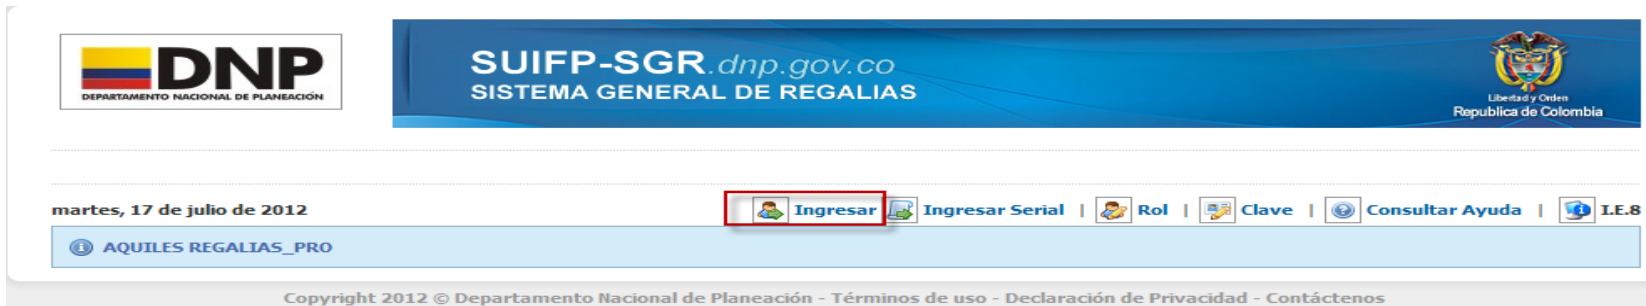 DNP
DEPARTAMENTO NACIONAL DE PLANEACIÓN
SUIFP-SGR.dnp.gov.co
SISTEMA GENERAL DE REGALIAS
Libertad y Orden
Republica de Colombia
martes, 17 de julio de 2012
Ingresar Ingresar Serial | Rol | Clave | Consultar Ayuda | I.E.8
AQUILES REGALIAS_PRO
Copyright 2012 © Departamento Nacional de Planeación - Términos de uso - Declaración de Privacidad - Contáctenos